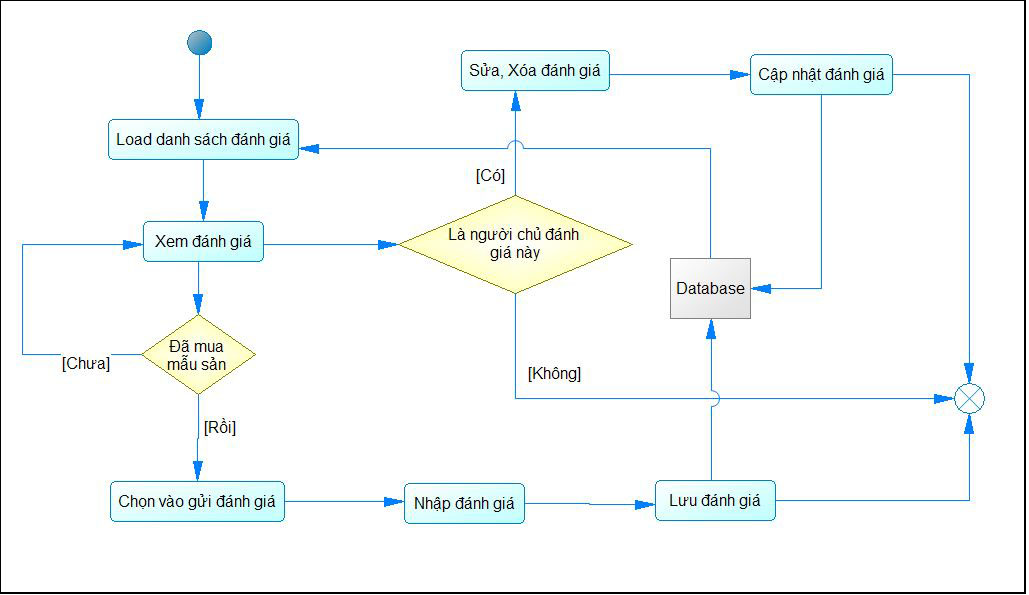 Sửa, Xóa đánh giá
Cập nhật đánh giá
Load danh sách đánh giá
[Có]
Xem đánh giá
Là người chủ đánh
giá này
Database
Đã mua
mẫu sản
[Chưa]
[Không]
[Rồi]
Chọn vào gửi đánh giá
Nhập đánh giá
Lưu đánh giá